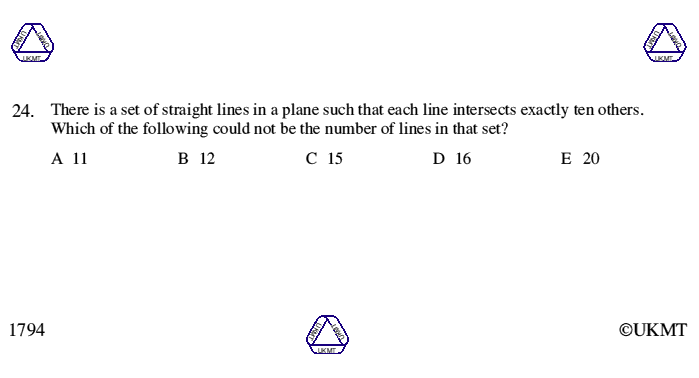 24. There is a set of straight lines in a plane such that each line intersects exactly ten others.
Which of the following could not be the number of lines in that set?
A 11 B 12 C 15 D 16 E 20
1794 UKMT ©UKMT